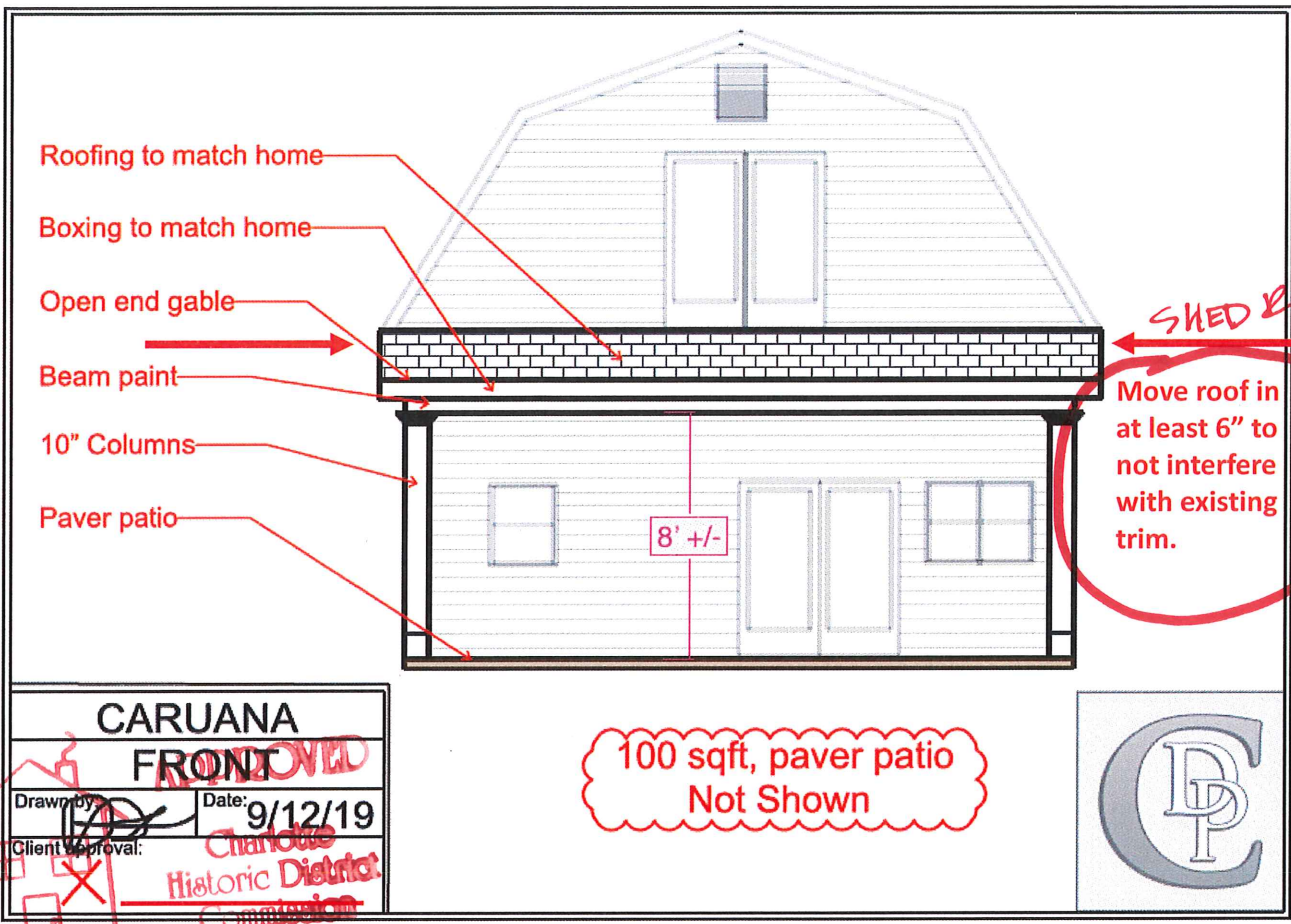 Roofing to match home
Boxing to match home
Open end gable
Beam paint
10” Columns
Paver patio
8' +/-
SHED
Move roof in
at least 6” to
not interfere
with existing
trim.
100 sqft, paver patio
Not Shown
CARUANA
FRONT
APPROVED
Drawn by:
Date:
9/12/19
Client approval:
X
Charlotte
Historic District
Commission
CDP